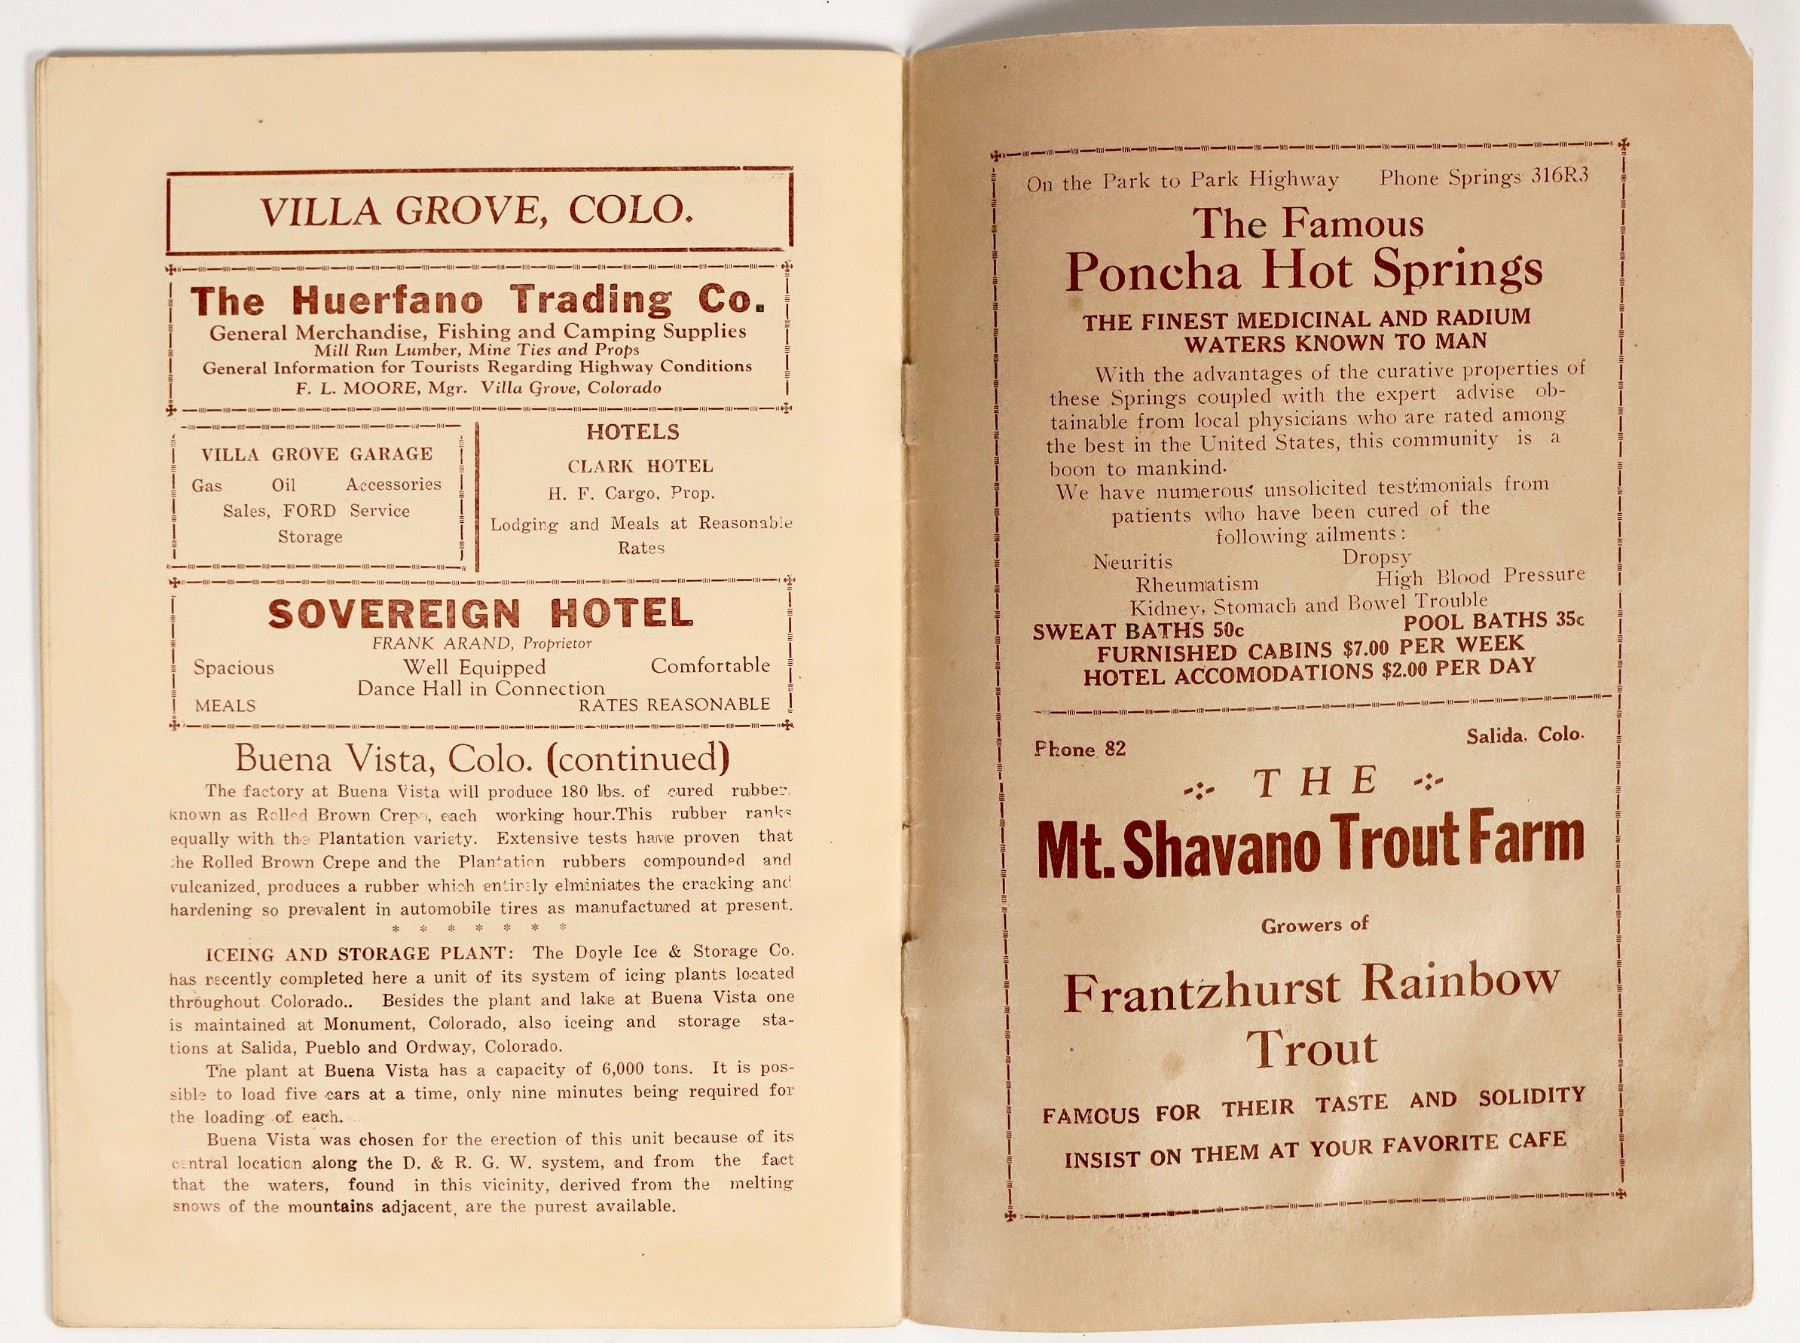 VILLA GROVE, COLO.
The Huerfano Trading Co.
General Merchandise, Fishing and Camping Supplies
Mill Run Lumber, Mine Ties and Props
General Information for Tourists Regarding Highway Conditions
F. L. MOORE, Mgr. Villa Grove, Colorado
VILLA GROVE GARAGE
Gas Oil Accessories
Sales, FORD Service
Storage
HOTELS
CLARK HOTEL
H. F. Cargo, Prop.
Lodging and Meals at Reasonable
Rates
SOVEREIGN HOTEL
FRANK ARAND, Proprietor
Spacious Well Equipped Comfortable
Dance Hall in Connection
MEALS RATES REASONABLE
Buena Vista, Colo. (continued)
The factory at Buena Vista will produce 180 lbs. of cured rubber.
known as Rolled Brown Crepe, each working hour.This rubber ranks
equally with the Plantation variety. Extensive tests have proven that
the Rolled Brown Crepe and the Plantation rubbers compounded and
vulcanized, produces a rubber which entirely elminiates the cracking and
hardening so prevalent in automobile tires as manufactured at present.
* * * * * * *
ICEING AND STORAGE PLANT: The Doyle Ice & Storage Co.
has recently completed here a unit of its system of icing plants located
throughout Colorado.. Besides the plant and lake at Buena Vista one
is maintained at Monument, Colorado, also iceing and storage sta-
tions at Salida, Pueblo and Ordway, Colorado.
The plant at Buena Vista has a capacity of 6,000 tons. It is pos-
sible to load five cars at a time, only nine minutes being required for
the loading of each.
Buena Vista was chosen for the erection of this unit because of its
central location along the D. & R. G. W. system, and from the fact
that the waters, found in this vicinity, derived from the melting
snows of the mountains adjacent, are the purest available.
On the Park to Park Highway Phone Springs 316R3
The Famous
Poncha Hot Springs
THE FINEST MEDICINAL AND RADIUM
WATERS KNOWN TO MAN
With the advantages of the curative properties of
these Springs coupled with the expert advise ob-
tainable from local physicians who are rated among
the best in the United States, this community is a
boon to mankind.
We have numerous unsolicited testimonials from
patients who have been cured of the
following ailments:
Neuritis Dropsy
Rheumatism High Blood Pressure
Kidney, Stomach and Bowel Trouble
SWEAT BATHS 50c POOL BATHS 35c
FURNISHED CABINS $7.00 PER WEEK
HOTEL ACCOMODATIONS $2.00 PER DAY
Phone 82 Salida, Colo.
THE
Mt. Shavano Trout Farm
Growers of
Frantzhurst Rainbow
Trout
FAMOUS FOR THEIR TASTE AND SOLIDITY
INSIST ON THEM AT YOUR FAVORITE CAFE